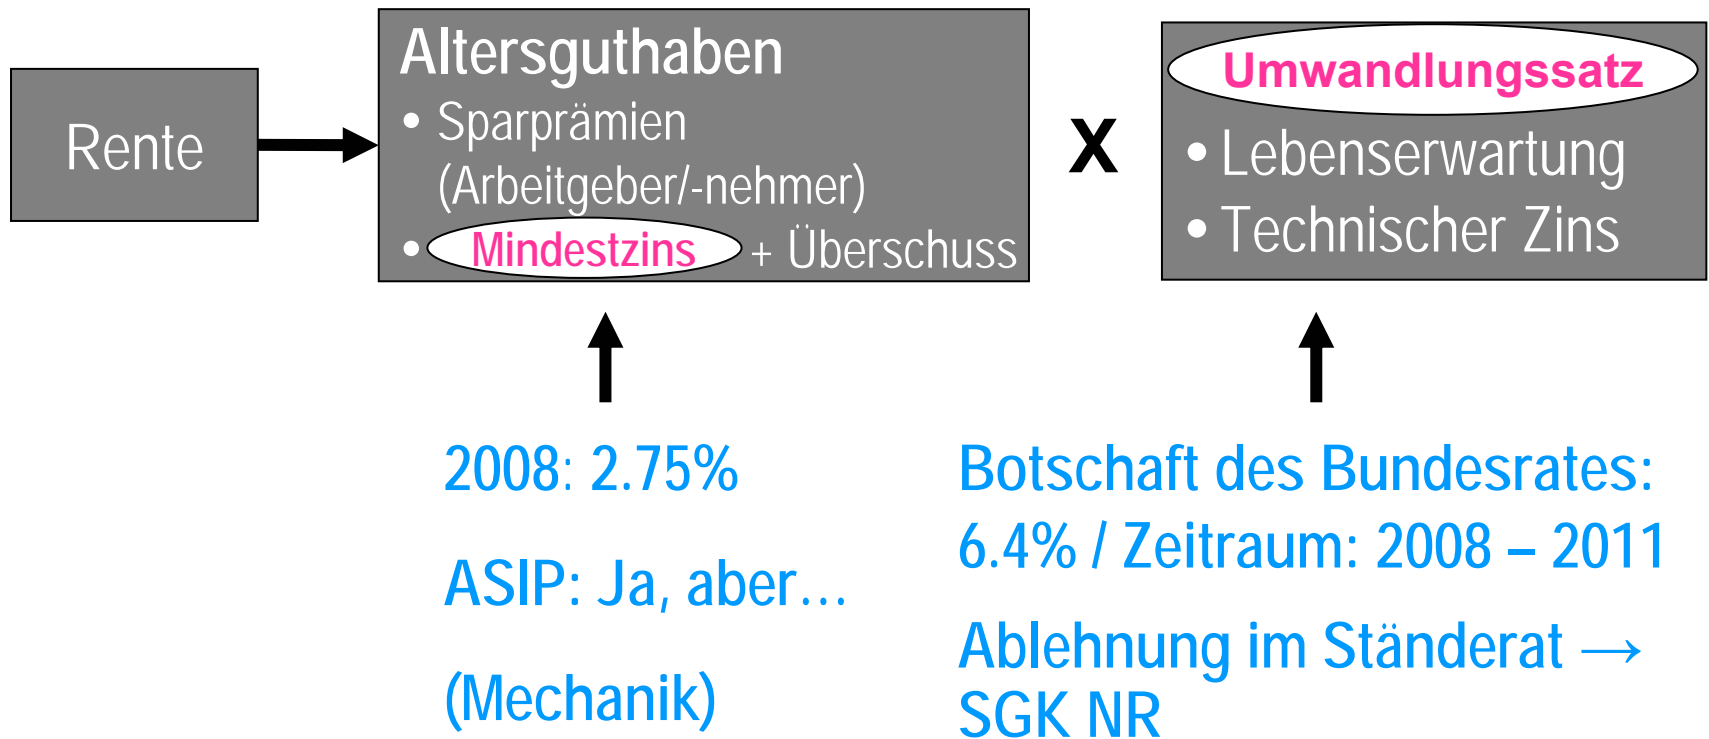 Rente
Altersguthaben
• Sparprämien
(Arbeitgeber/-nehmer)
• Mindestzins + Überschuss
X
Umwandlungssatz
• Lebenserwartung
• Technischer Zins
2008: 2.75%
ASIP: Ja, aber…
(Mechanik)
Botschaft des Bundesrates:
6.4% / Zeitraum: 2008 – 2011
Ablehnung im Ständerat →
SGK NR